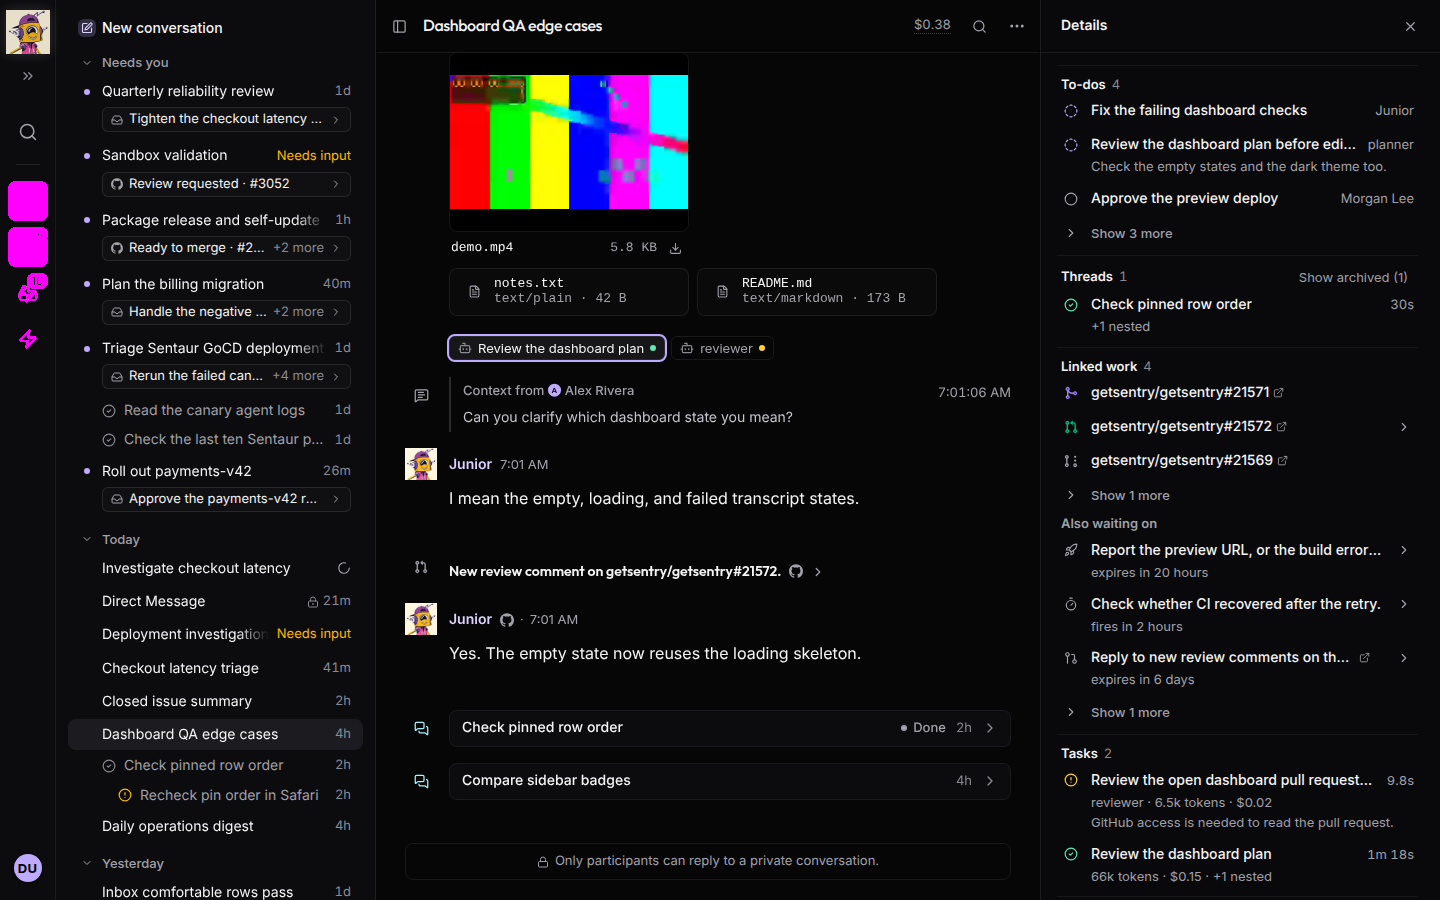 New conversation
Needs you
Quarterly reliability review 1d
Tighten the checkout latency ...
Sandbox validation Needs input
Review requested · #3052
Package release and self-update 1h
Ready to merge · #2... +2 more
Plan the billing migration 40m
Handle the negative ... +2 more
Triage Sentaur GoCD deployment 1d
Rerun the failed can... +4 more
Read the canary agent logs 1d
Check the last ten Sentaur p... 1d
Roll out payments-v42 26m
Approve the payments-v42 r...
Today
Investigate checkout latency
Direct Message 21m
Deployment investigation Needs input
Checkout latency triage 41m
Closed issue summary 2h
Dashboard QA edge cases 4h
Check pinned row order 2h
Recheck pin order in Safari 2h
Daily operations digest 4h
Yesterday
Inbox comfortable rows pass 1d
DU
Dashboard QA edge cases $0.38
demo.mp4 5.8 KB
notes.txt
text/plain · 42 B
README.md
text/markdown · 173 B
Review the dashboard plan
reviewer
Context from A Alex Rivera 7:01:06 AM
Can you clarify which dashboard state you mean?
Junior 7:01 AM
I mean the empty, loading, and failed transcript states.
New review comment on getsentry/getsentry#21572.
Junior · 7:01 AM
Yes. The empty state now reuses the loading skeleton.
Check pinned row order Done 2h
Compare sidebar badges 4h
Only participants can reply to a private conversation.
Details
To-dos 4
Fix the failing dashboard checks Junior
Review the dashboard plan before edi... planner
Check the empty states and the dark theme too.
Approve the preview deploy Morgan Lee
Show 3 more
Threads 1 Show archived (1)
Check pinned row order 30s
+1 nested
Linked work 4
getsentry/getsentry#21571
getsentry/getsentry#21572
getsentry/getsentry#21569
Show 1 more
Also waiting on
Report the preview URL, or the build error...
expires in 20 hours
Check whether CI recovered after the retry.
fires in 2 hours
Reply to new review comments on th...
expires in 6 days
Show 1 more
Tasks 2
Review the open dashboard pull request... 9.8s
reviewer · 6.5k tokens · $0.02
GitHub access is needed to read the pull request.
Review the dashboard plan 1m 18s
66k tokens · $0.15 · +1 nested